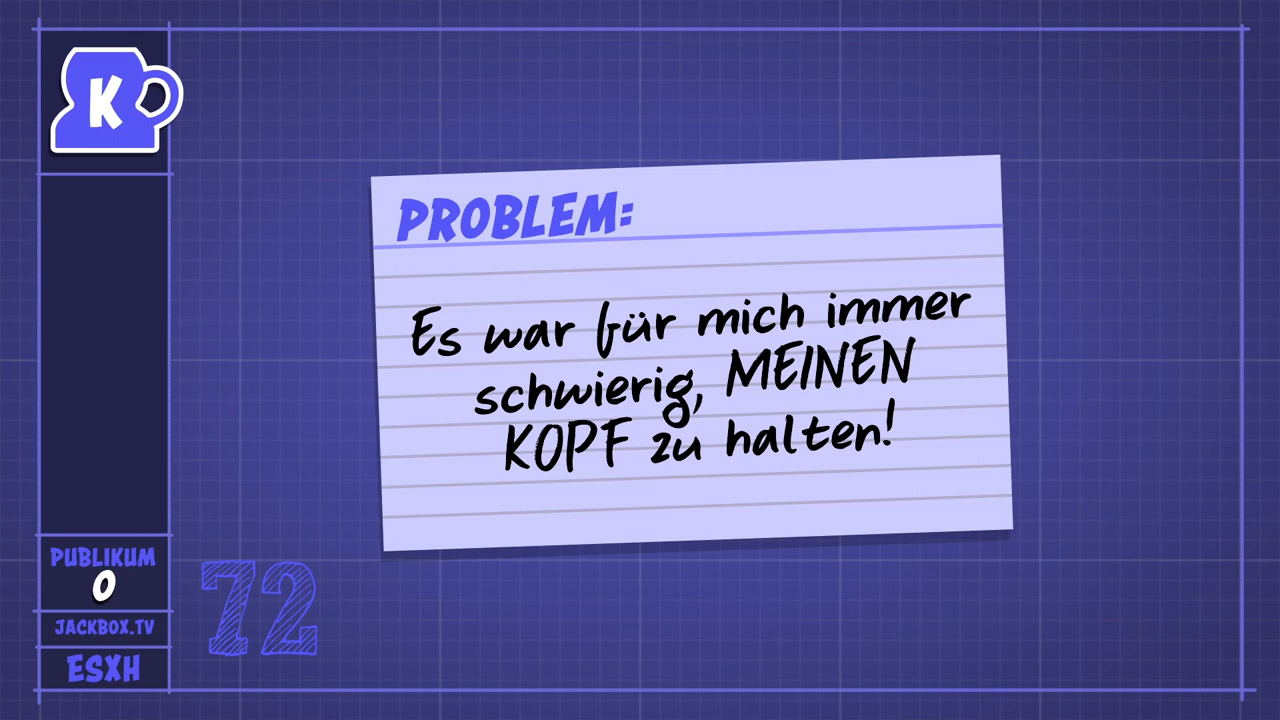 K
PROBLEM:
Es war für mich immer
schwierig, MEINEN
KOPF zu halten!
PUBLIKUM
0
JACKBOX.TV
ESXH
72